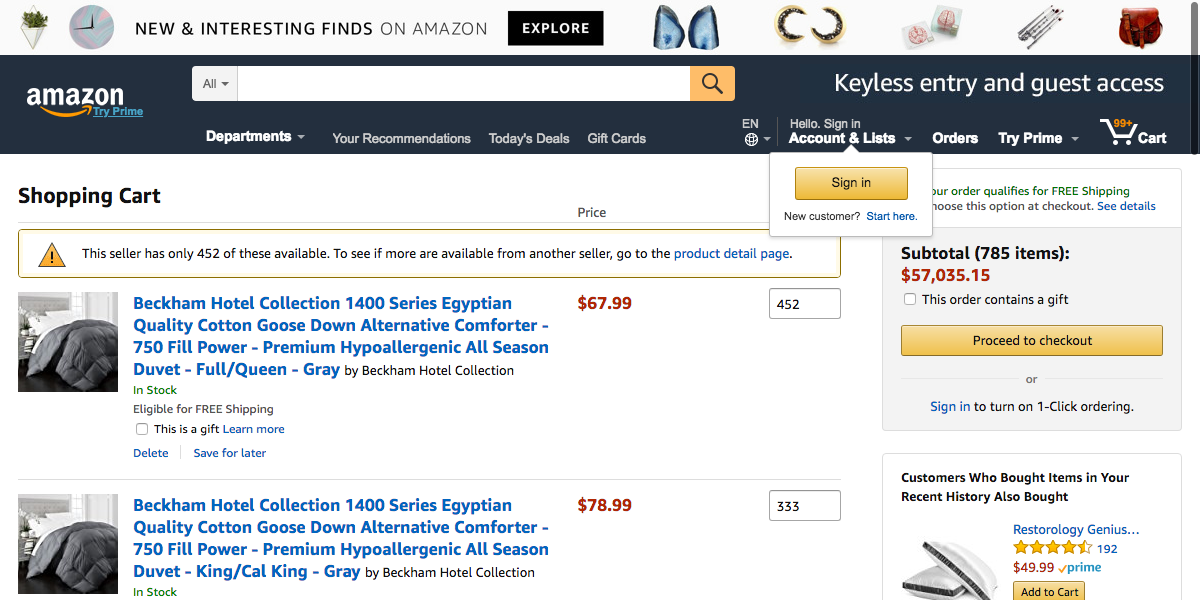 NEW & INTERESTING FINDS ON AMAZON EXPLORE
All
Keyless entry and guest access
amazon
Try Prime
Departments
Your Recommendations
Today's Deals
Gift Cards
EN
Hello. Sign in
Account & Lists
Orders
Try Prime
99+
Cart
Sign in
New customer? Start here.
Shopping Cart
Price
This seller has only 452 of these available. To see if more are available from another seller, go to the product detail page.
Beckham Hotel Collection 1400 Series Egyptian
Quality Cotton Goose Down Alternative Comforter -
750 Fill Power - Premium Hypoallergenic All Season
Duvet - Full/Queen - Gray by Beckham Hotel Collection
$67.99
452
In Stock
Eligible for FREE Shipping
This is a gift Learn more
Delete
Save for later
Beckham Hotel Collection 1400 Series Egyptian
Quality Cotton Goose Down Alternative Comforter -
750 Fill Power - Premium Hypoallergenic All Season
Duvet - King/Cal King - Gray by Beckham Hotel Collection
$78.99
333
In Stock
our order qualifies for FREE Shipping
hoose this option at checkout. See details
Subtotal (785 items):
$57,035.15
This order contains a gift
Proceed to checkout
or
Sign in to turn on 1-Click ordering.
Customers Who Bought Items in Your
Recent History Also Bought
Restorology Genius...
192
$49.99 prime
Add to Cart